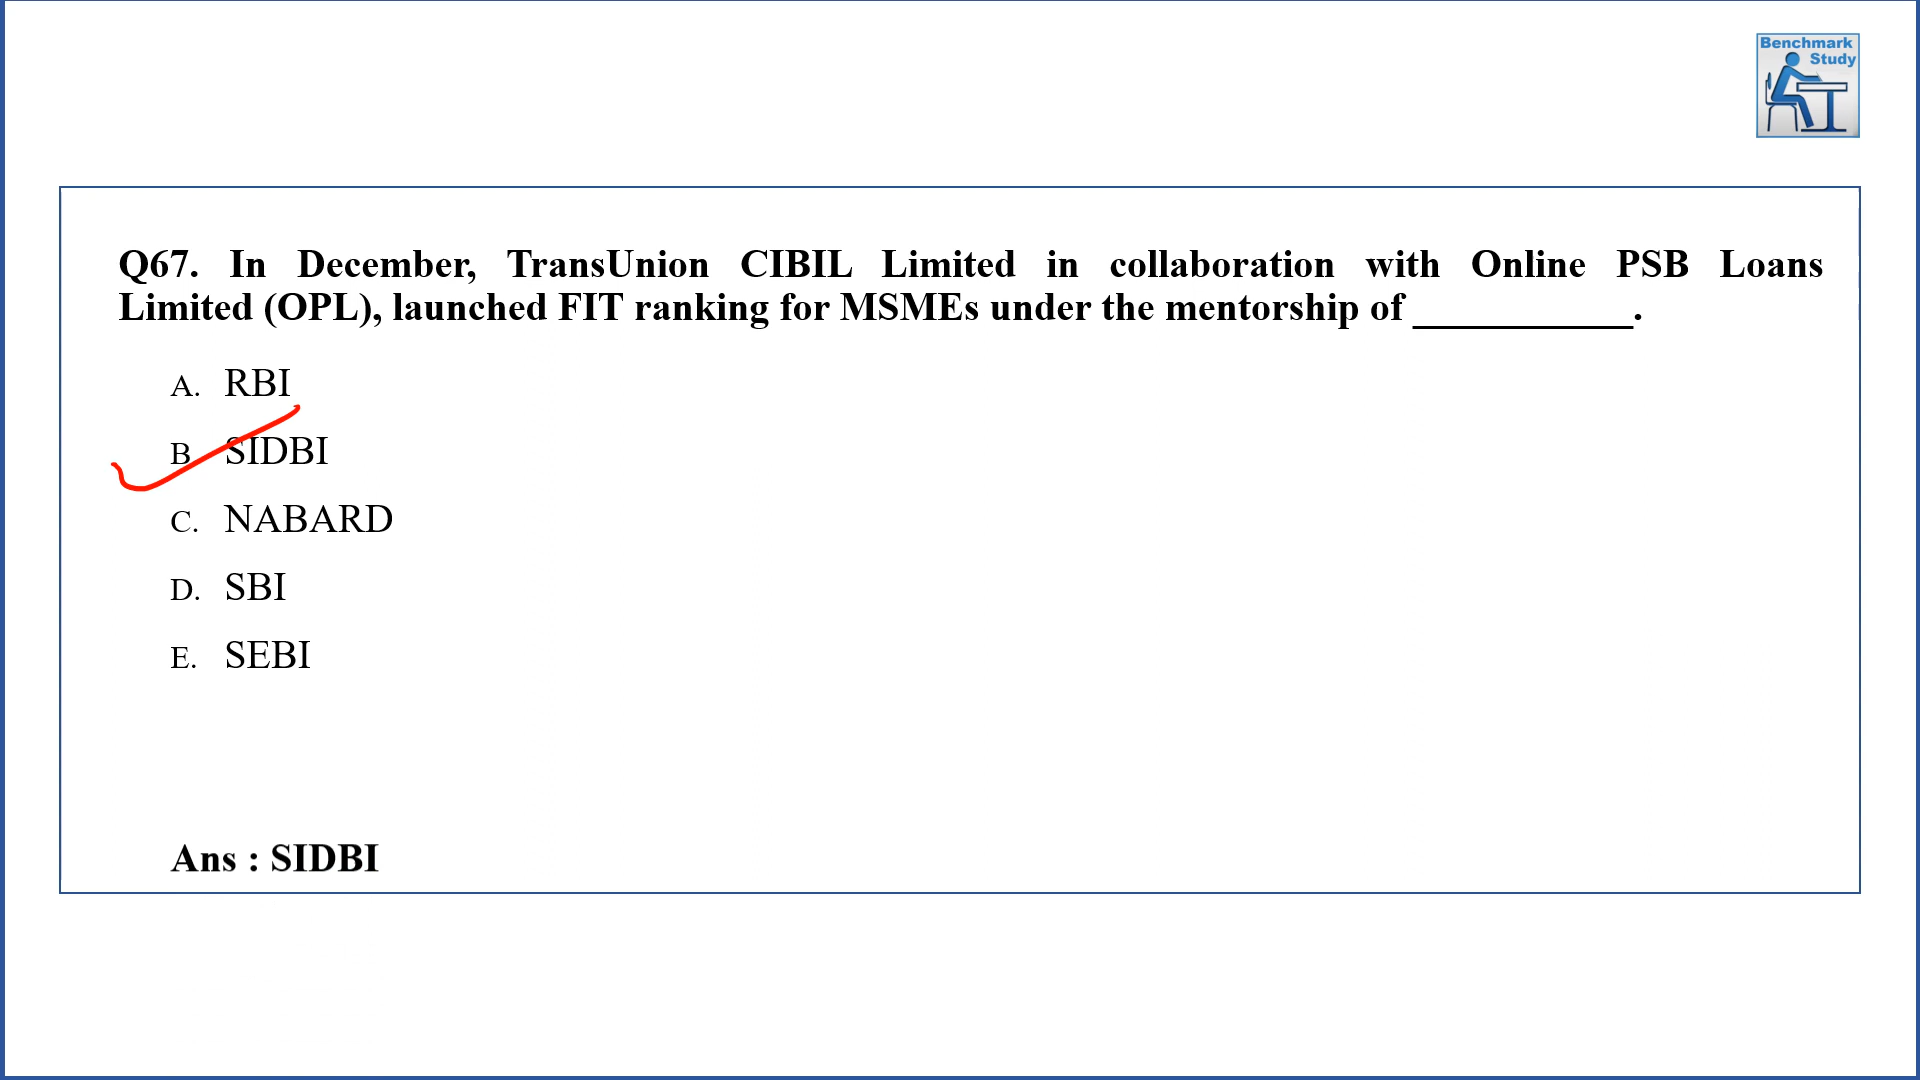 Benchmark
Study
Q67. In December, TransUnion CIBIL Limited in collaboration with Online PSB Loans
Limited (OPL), launched FIT ranking for MSMEs under the mentorship of ___________.
A. RBI
B. SIDBI
C. NABARD
D. SBI
E. SEBI
Ans : SIDBI